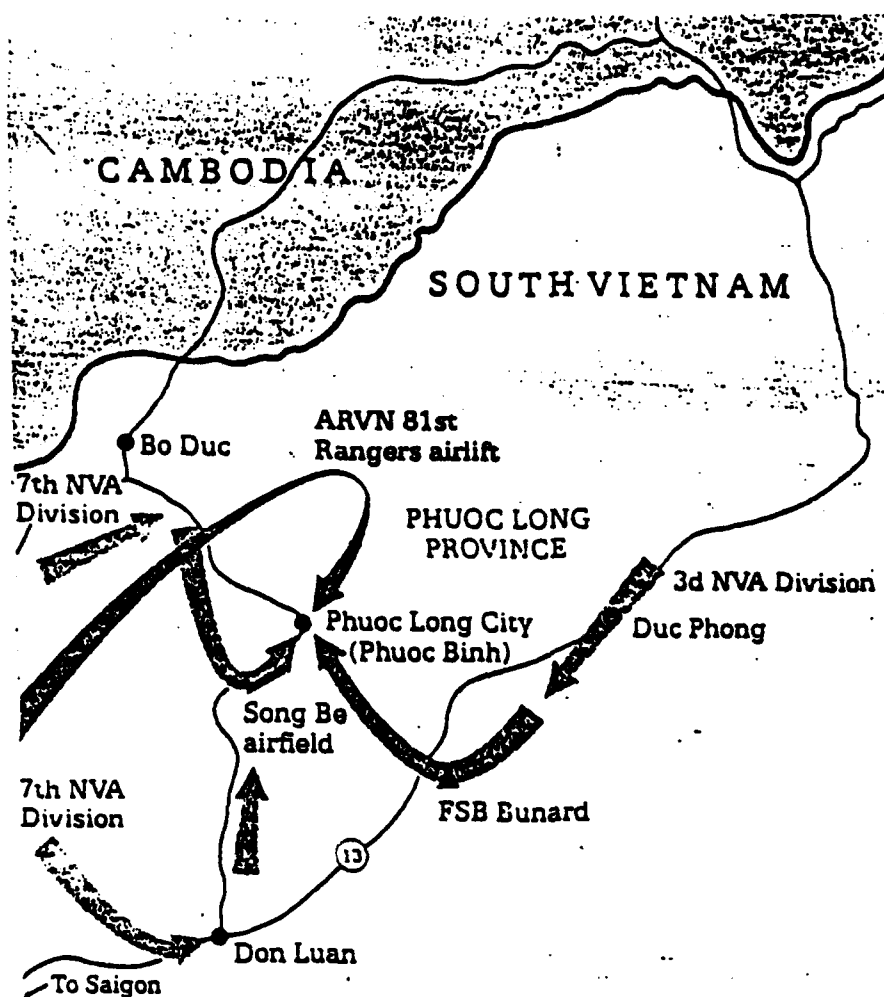 CAMBODIA
SOUTH VIETNAM
ARVN 81st
Rangers airlift
Bo Duc
7th NVA
Division
PHUOC LONG
PROVINCE
3d NVA Division
Duc Phong
Phuoc Long City
(Phuoc Binh)
Song Be
airfield
7th NVA
Division
FSB Bunard
13
Don Luan
To Saigon